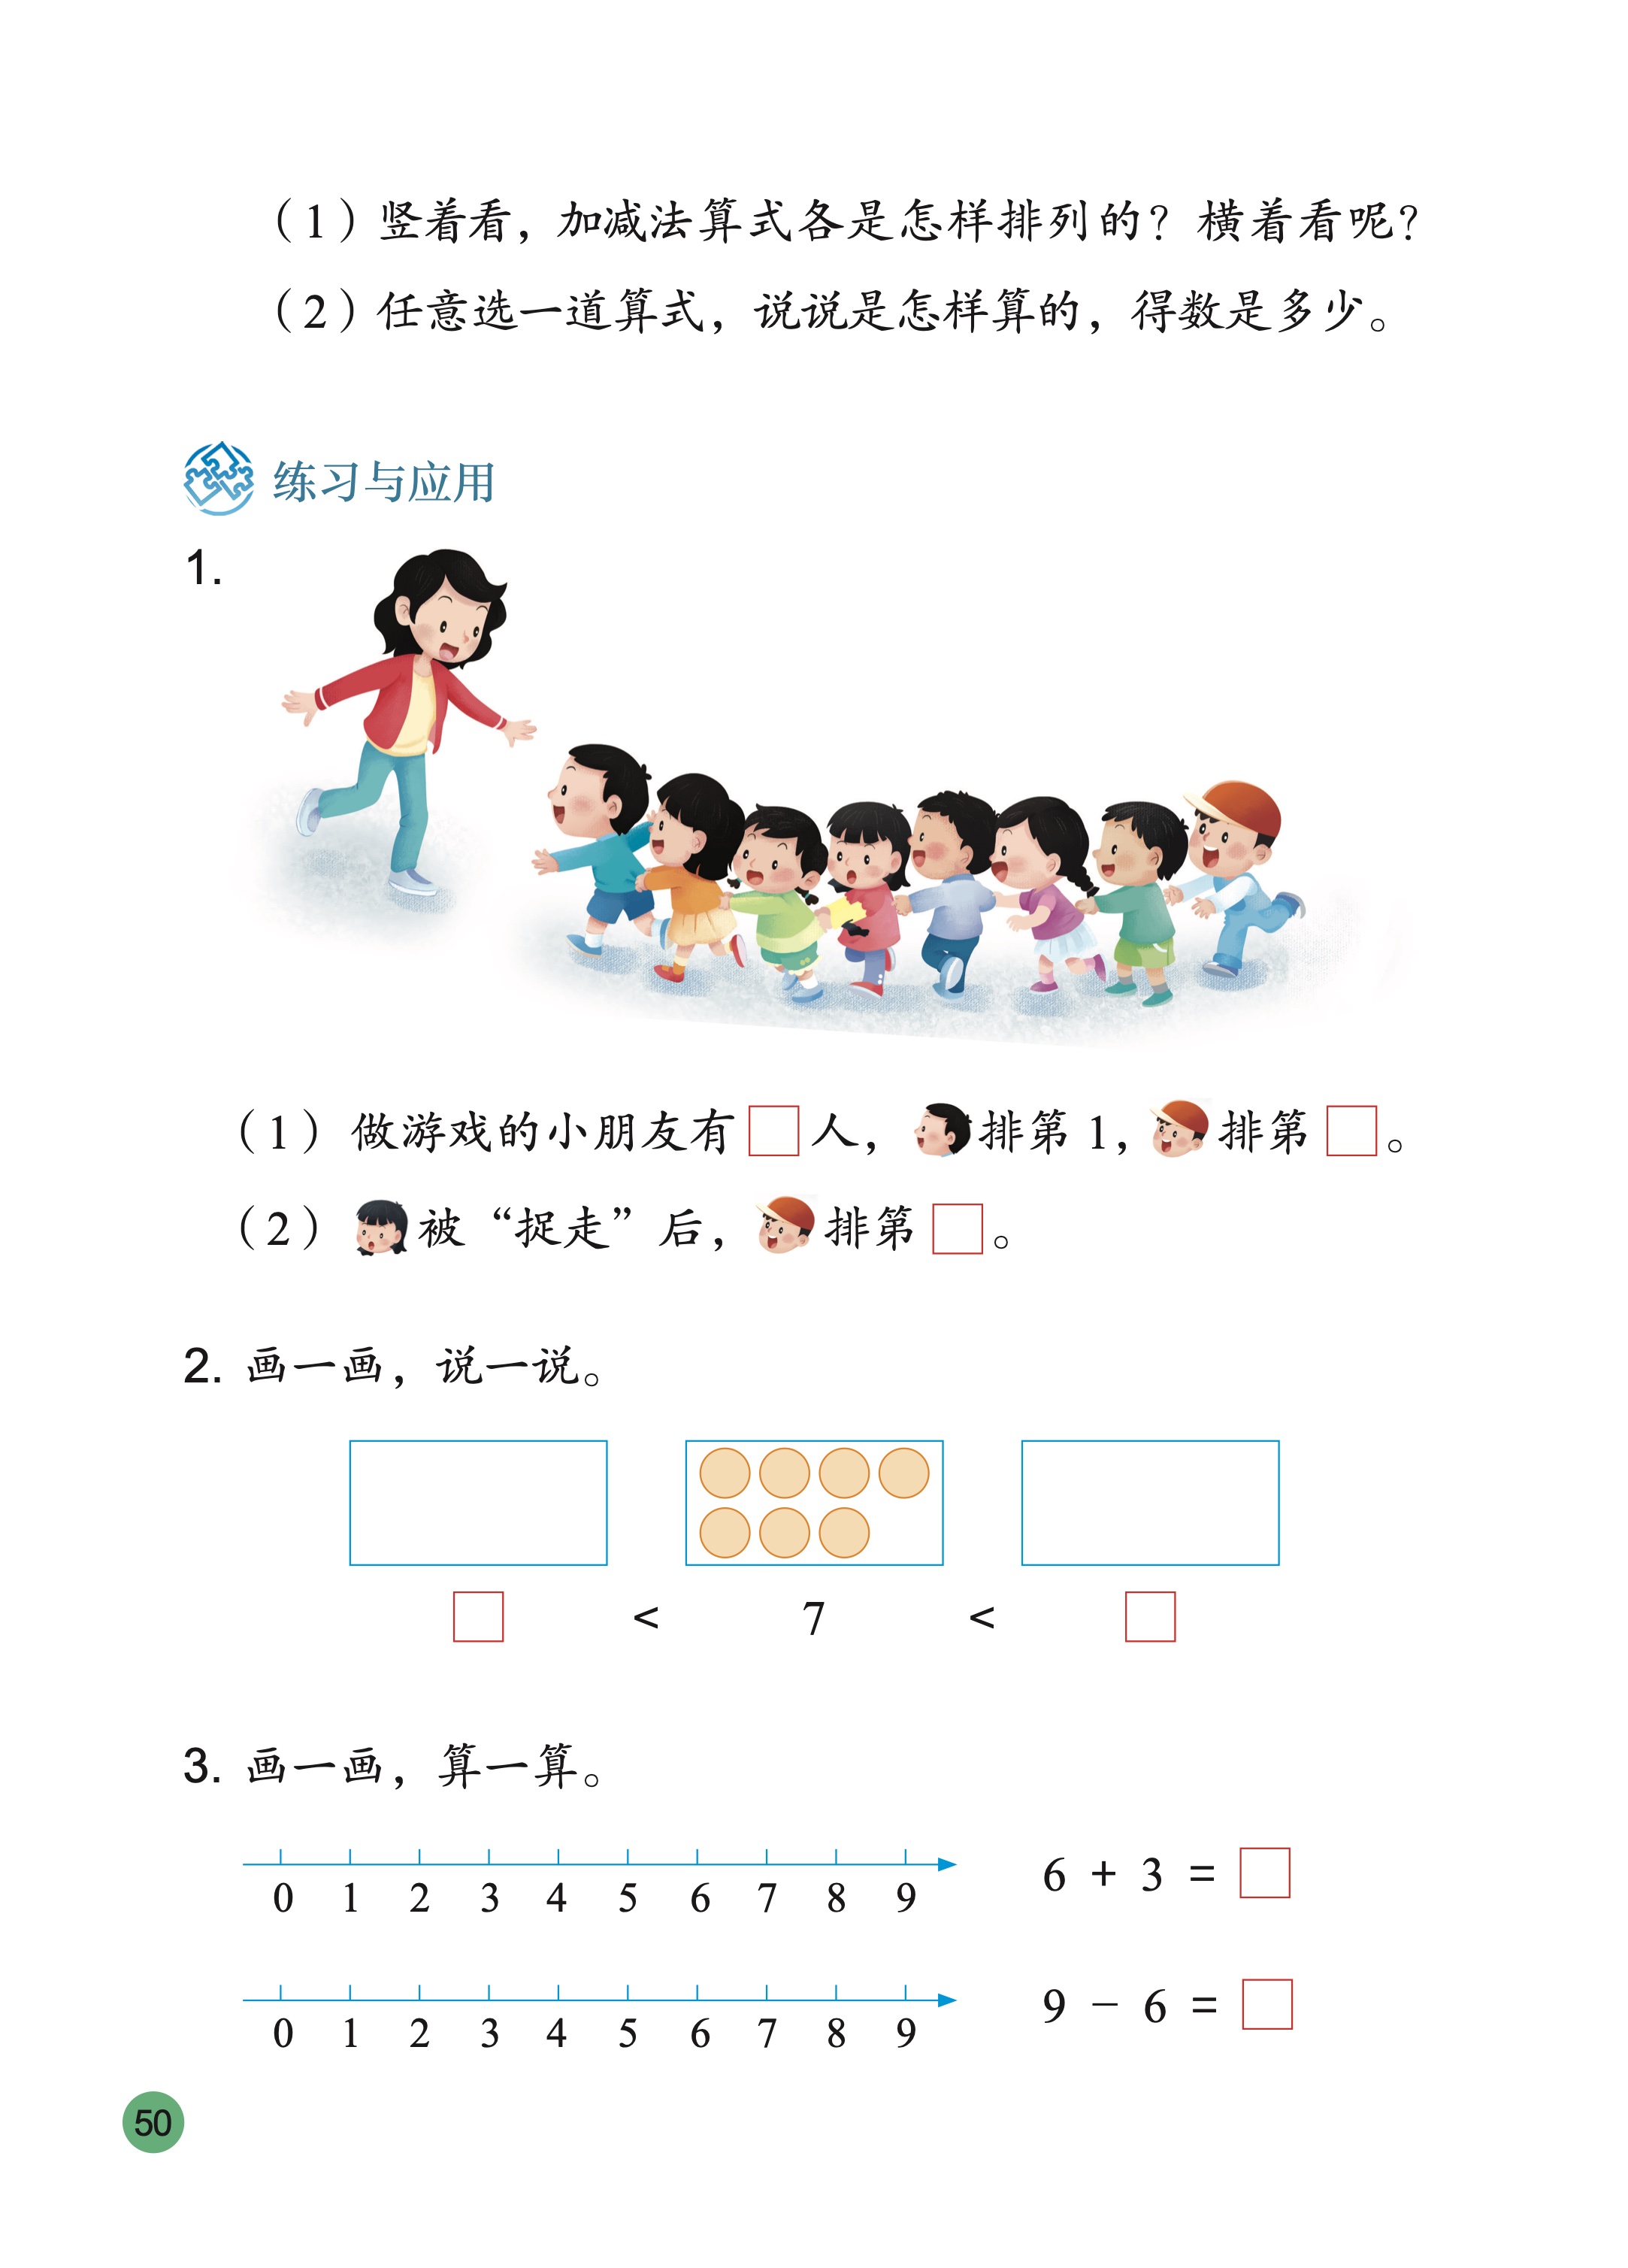 （1）竖着看，加减法算式各是怎样排列的？横着看呢？
（2）任意选一道算式，说说是怎样算的，得数是多少。
练习与应用
1.
（1）做游戏的小朋友有□人，排第1，排第□。
（2）被“捉走”后，排第□。
2. 画一画，说一说。
□ < 7 < □
3. 画一画，算一算。
0 1 2 3 4 5 6 7 8 9 6 + 3 = □
0 1 2 3 4 5 6 7 8 9 9 − 6 = □
50